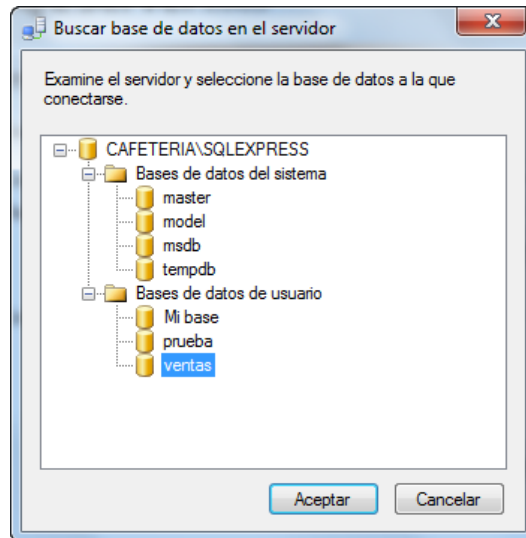 Buscar base de datos en el servidor
Examine el servidor y seleccione la base de datos a la que
conectarse.
CAFETERIA\SQLEXPRESS
Bases de datos del sistema
master
model
msdb
tempdb
Bases de datos de usuario
Mi base
prueba
ventas
Aceptar
Cancelar